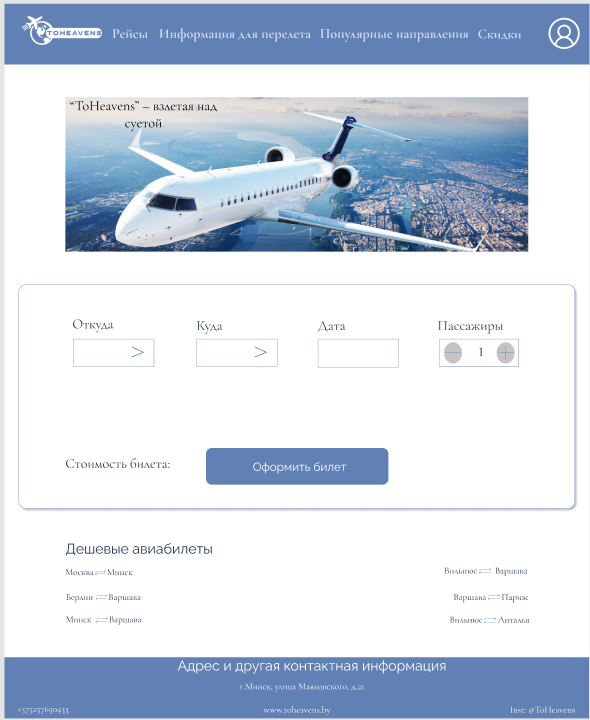 TOHEAVENS Рейсы Информация для перелета Популярные направления Скидки
“ToHeavens” – взлетая над
суетой
Откуда Куда Дата Пассажиры
> > 1
Стоимость билета: Оформить билет
Дешевые авиабилеты
Москва Минск Вильнюс Варшава
Берлин Варшава Варшава Париж
Минск Варшава Вильнюс Анталья
Адрес и другая контактная информация
г.Минск, улица Маяковского, д.21
+375257650433 www.toheavens.by Inst: @ToHeavens